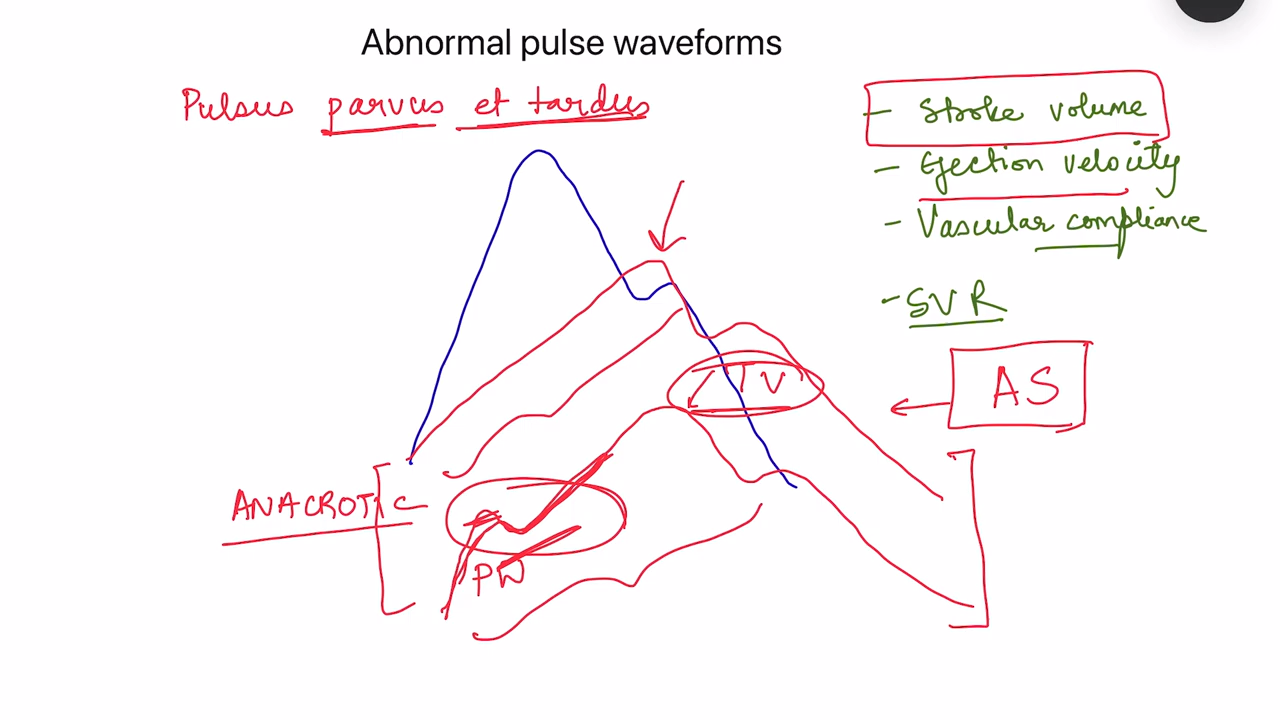 Abnormal pulse waveforms
Pulsus parvus et tardus
- Stroke volume
- Ejection velocity
- Vascular compliance
- SVR
AS
TV
ANACROTIC
PW